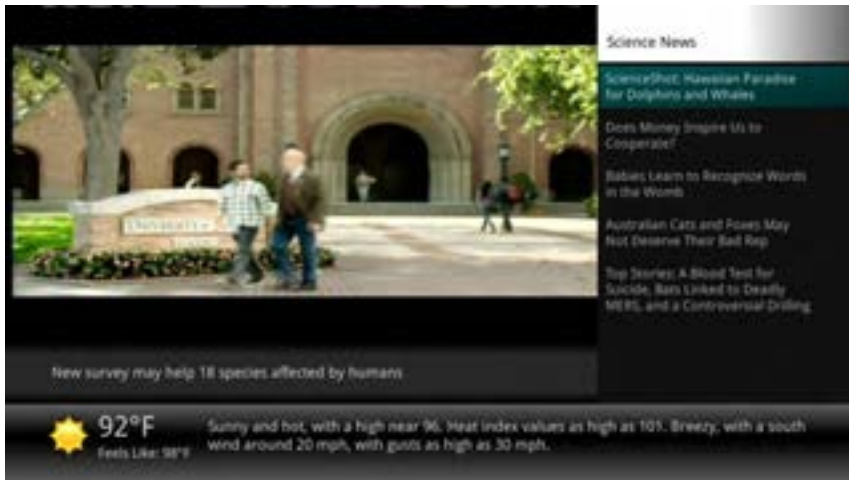 Science News
ScienceShot: Hawaiian Paradise
for Dolphins and Whales
Does Money Inspire Us to
Cooperate?
Babies Learn to Recognize Words
in the Womb
Australian Cats and Foxes May
Not Deserve Their Bad Rep
Top Stories: A Blood Test for
Suicide, Bats Linked to Deadly
MERS, and a Controversial Drilling
UNIVERSITY
New survey may help 18 species affected by humans
92°F
Feels Like: 98°F
Sunny and hot, with a high near 96. Heat index values as high as 101. Breezy, with a south
wind around 20 mph, with gusts as high as 30 mph.